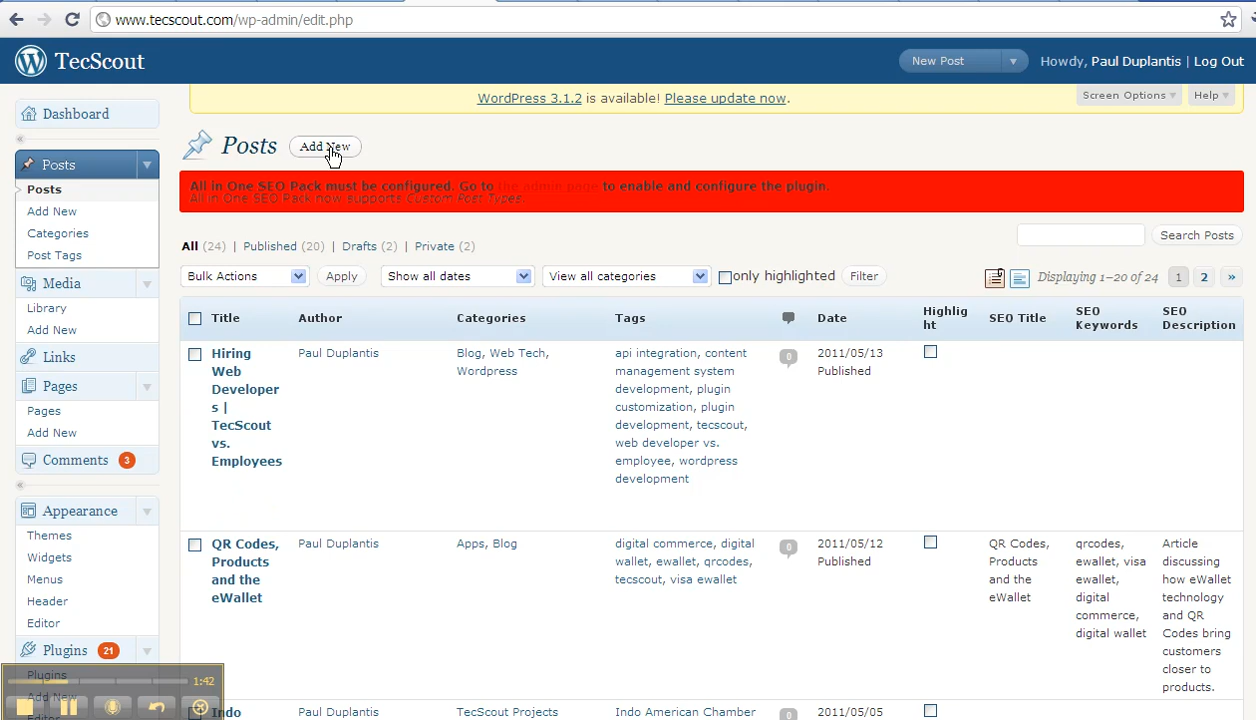 www.tecscout.com/wp-admin/edit.php
TecScout
New Post
Howdy, Paul Duplantis | Log Out
WordPress 3.1.2 is available! Please update now.
Screen Options
Help
Dashboard
Posts
Posts
Add New
Categories
Post Tags
Media
Library
Add New
Links
Pages
Pages
Add New
Comments 3
Appearance
Themes
Widgets
Menus
Header
Editor
Plugins 21
Plugins
Add New
Editor
1:42
Posts Add New
All in One SEO Pack must be configured. Go to the admin page to enable and configure the plugin.
All in One SEO Pack now supports Custom Post Types.
All (24) | Published (20) | Drafts (2) | Private (2)
Search Posts
Bulk Actions
Apply
Show all dates
View all categories
only highlighted
Filter
Displaying 1–20 of 24
1
2
»
Title
Author
Categories
Tags
Date
Highlig
ht
SEO Title
SEO
Keywords
SEO
Description
Hiring
Web
Developer
s |
TecScout
vs.
Employees
Paul Duplantis
Blog, Web Tech,
Wordpress
api integration, content
management system
development, plugin
customization, plugin
development, tecscout,
web developer vs.
employee, wordpress
development
0
2011/05/13
Published
QR Codes,
Products
and the
eWallet
Paul Duplantis
Apps, Blog
digital commerce, digital
wallet, ewallet, qrcodes,
tecscout, visa ewallet
0
2011/05/12
Published
QR Codes,
Products
and the
eWallet
qrcodes,
ewallet, visa
ewallet,
digital
commerce,
digital wallet
Article
discussing
how eWallet
technology
and QR
Codes bring
customers
closer to
products.
Indo
Paul Duplantis
TecScout Projects
Indo American Chamber
0
2011/05/05